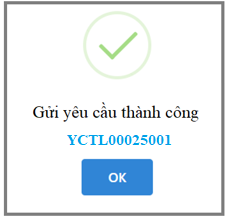 Gửi yêu cầu thành công
YCTL00025001
OK